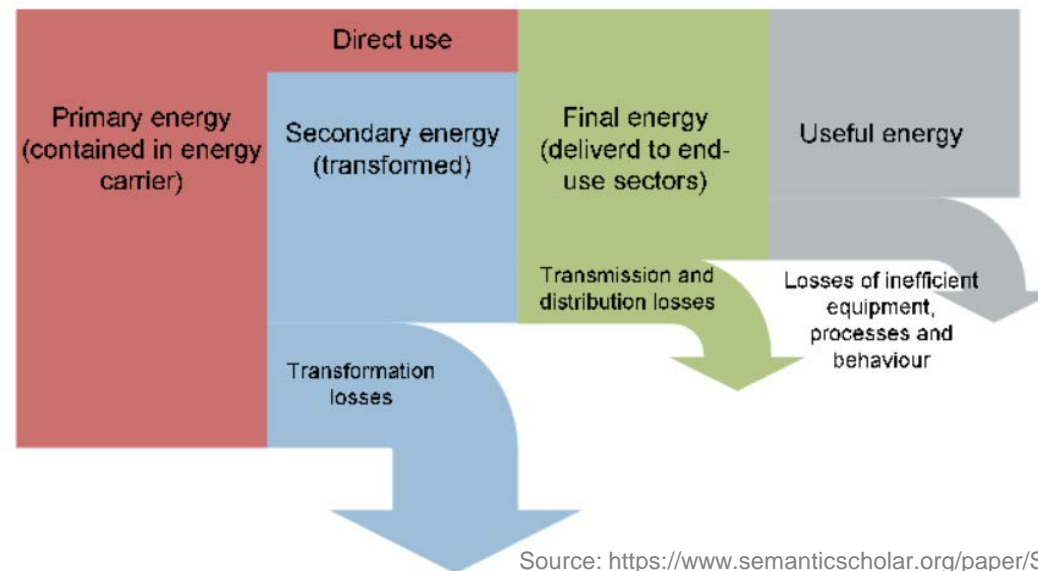 Direct use
Primary energy
(contained in energy
carrier)
Secondary energy
(transformed)
Final energy
(deliverd to end-
use sectors)
Useful energy
Transformation
losses
Transmission and
distribution losses
Losses of inefficient
equipment,
processes and
behaviour
Source: https://www.semanticscholar.org/paper/S